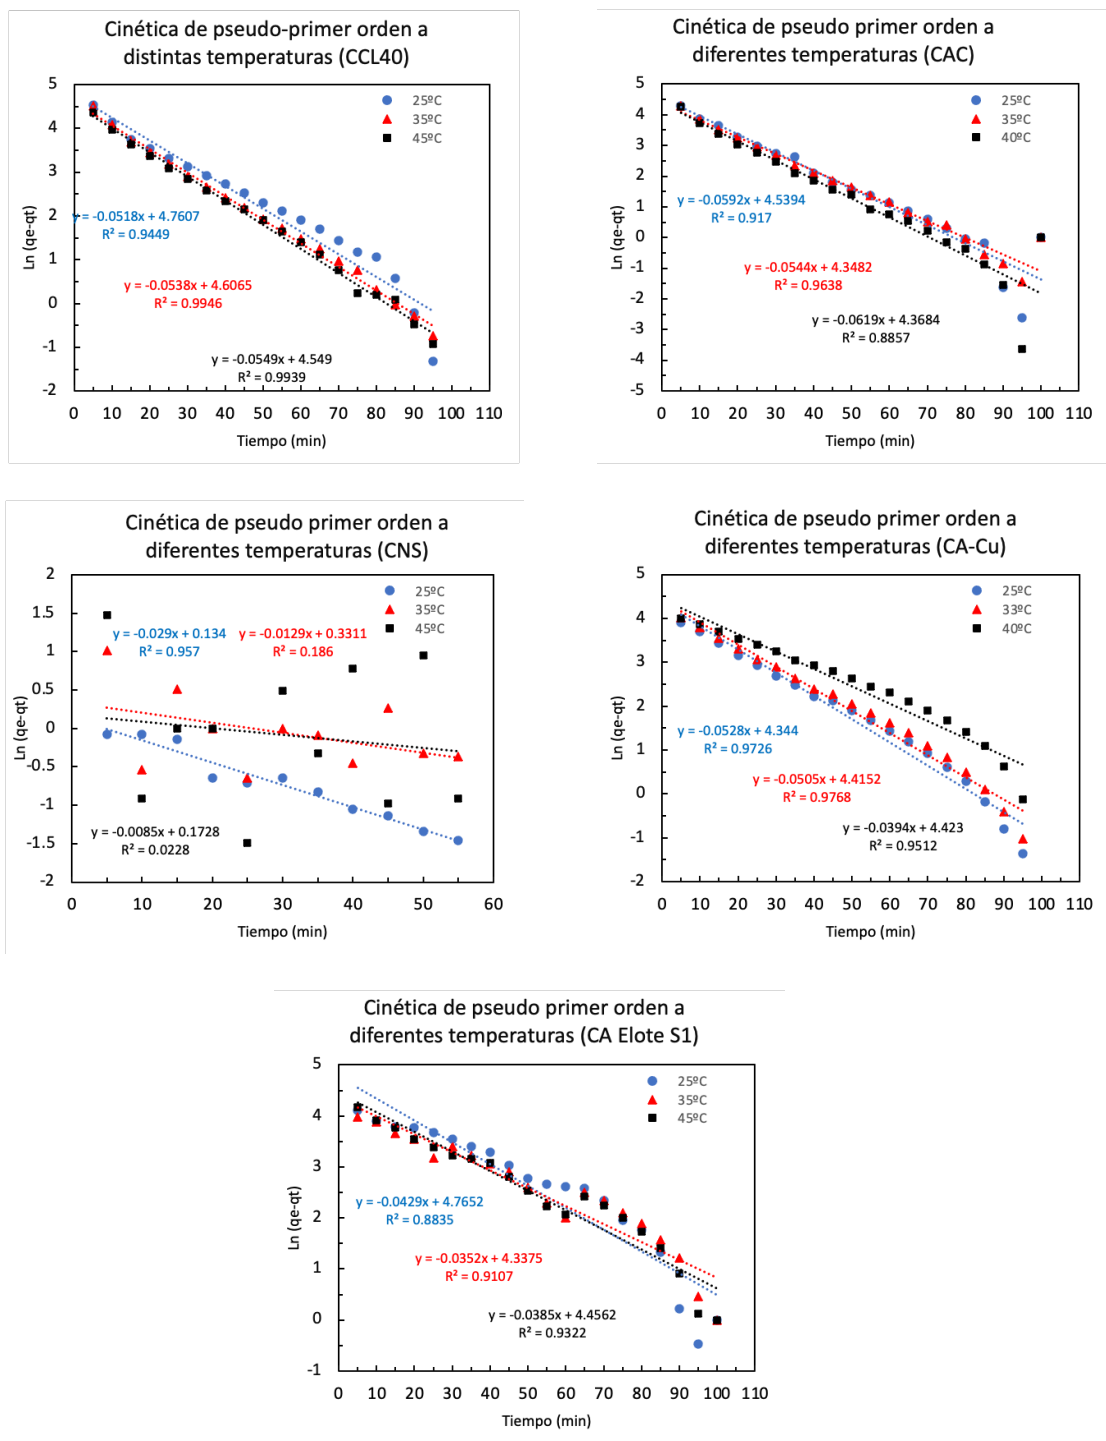 Cinética de pseudo-primer orden a
distintas temperaturas (CCL40)
5
4
3
2
1
0
-1
-2
Ln (qe-qt)
25ºC
35ºC
45ºC
y = -0.0518x + 4.7607
R² = 0.9449
y = -0.0538x + 4.6065
R² = 0.9946
y = -0.0549x + 4.549
R² = 0.9939
0 10 20 30 40 50 60 70 80 90 100 110
Tiempo (min)
Cinética de pseudo primer orden a
diferentes temperaturas (CAC)
5
4
3
2
1
0
-1
-2
-3
-4
-5
Ln (qe-qt)
25ºC
35ºC
40ºC
y = -0.0592x + 4.5394
R² = 0.917
y = -0.0544x + 4.3482
R² = 0.9638
y = -0.0619x + 4.3684
R² = 0.8857
0 10 20 30 40 50 60 70 80 90 100 110
Tiempo (min)
Cinética de pseudo primer orden a
diferentes temperaturas (CNS)
2
1.5
1
0.5
0
-0.5
-1
-1.5
-2
Ln (qe-qt)
25ºC
35ºC
45ºC
y = -0.029x + 0.134
R² = 0.957
y = -0.0129x + 0.3311
R² = 0.186
y = -0.0085x + 0.1728
R² = 0.0228
0 10 20 30 40 50 60
Tiempo (min)
Cinética de pseudo primer orden a
diferentes temperaturas (CA-Cu)
5
4
3
2
1
0
-1
-2
Ln (qe-qt)
25ºC
33ºC
40ºC
y = -0.0528x + 4.344
R² = 0.9726
y = -0.0505x + 4.4152
R² = 0.9768
y = -0.0394x + 4.423
R² = 0.9512
0 10 20 30 40 50 60 70 80 90 100 110
Tiempo (min)
Cinética de pseudo primer orden a
diferentes temperaturas (CA Elote S1)
5
4
3
2
1
0
-1
Ln (qe-qt)
25ºC
35ºC
45ºC
y = -0.0429x + 4.7652
R² = 0.8835
y = -0.0352x + 4.3375
R² = 0.9107
y = -0.0385x + 4.4562
R² = 0.9322
0 10 20 30 40 50 60 70 80 90 100 110
Tiempo (min)